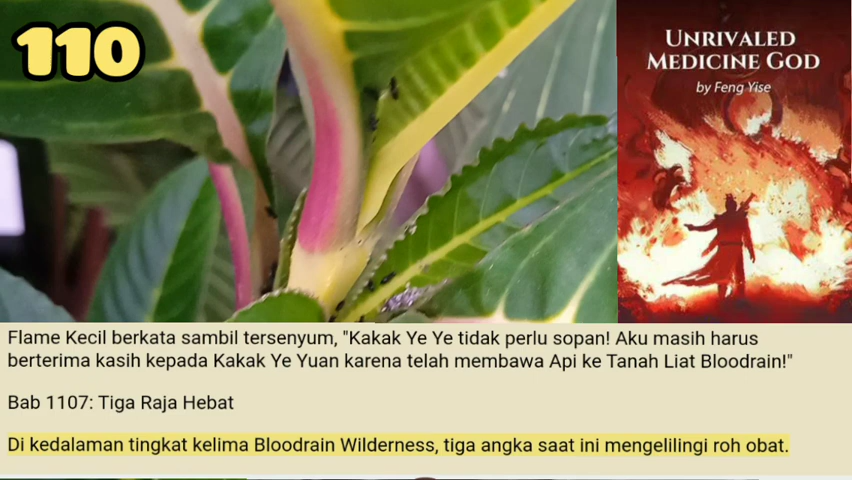 110
UNRIVALED
MEDICINE GOD
by Feng Yise
Flame Kecil berkata sambil tersenyum, "Kakak Ye Ye tidak perlu sopan! Aku masih harus
berterima kasih kepada Kakak Ye Yuan karena telah membawa Api ke Tanah Liat Bloodrain!"
Bab 1107: Tiga Raja Hebat
Di kedalaman tingkat kelima Bloodrain Wilderness, tiga angka saat ini mengelilingi roh obat.